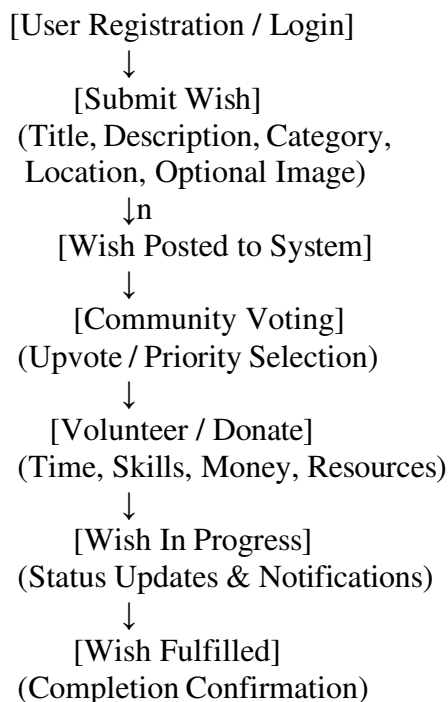 [User Registration / Login]
↓
[Submit Wish]
(Title, Description, Category,
Location, Optional Image)
↓n
[Wish Posted to System]
↓
[Community Voting]
(Upvote / Priority Selection)
↓
[Volunteer / Donate]
(Time, Skills, Money, Resources)
↓
[Wish In Progress]
(Status Updates & Notifications)
↓
[Wish Fulfilled]
(Completion Confirmation)